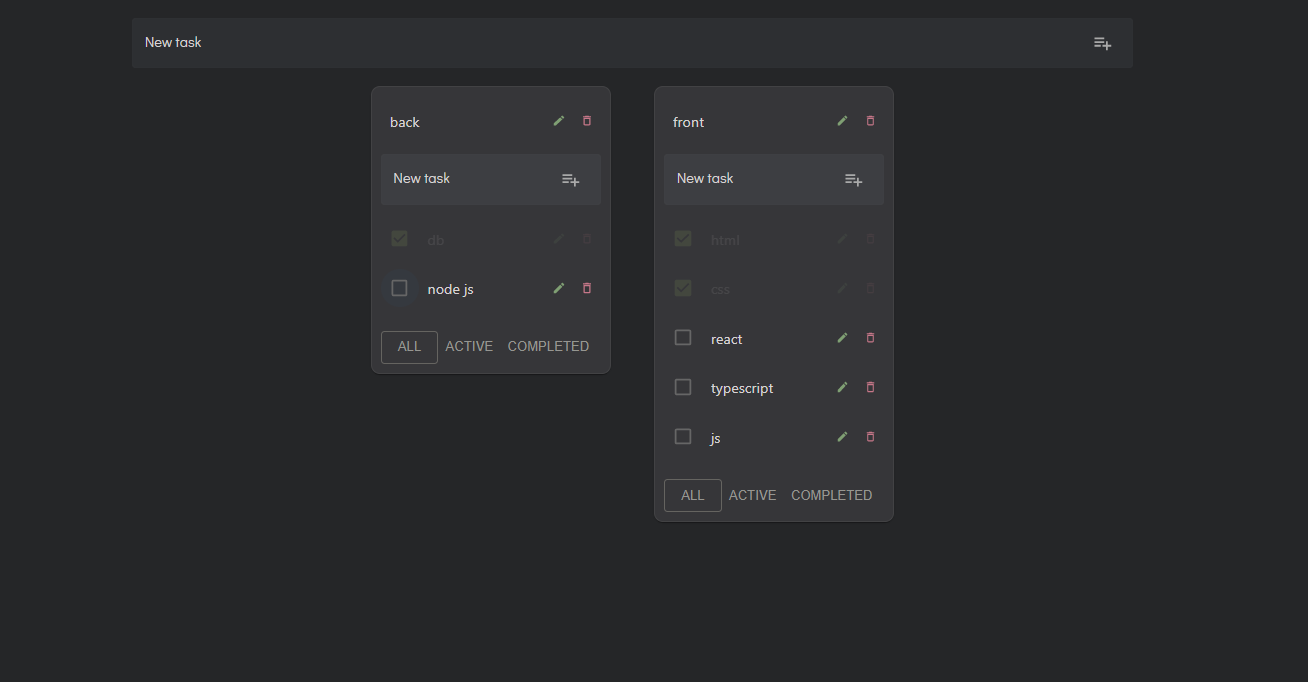 New task
back
New task
db
node js
ALL ACTIVE COMPLETED
front
New task
html
css
react
typescript
js
ALL ACTIVE COMPLETED